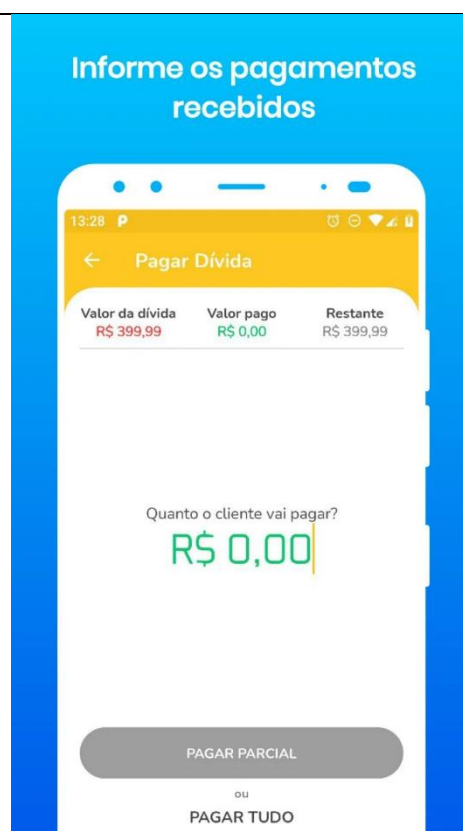 Informe os pagamentos
recebidos
13:28
Pagar Dívida
Valor da dívida Valor pago Restante
R$ 399,99 R$ 0,00 R$ 399,99
Quanto o cliente vai pagar?
R$ 0,00
PAGAR PARCIAL
ou
PAGAR TUDO